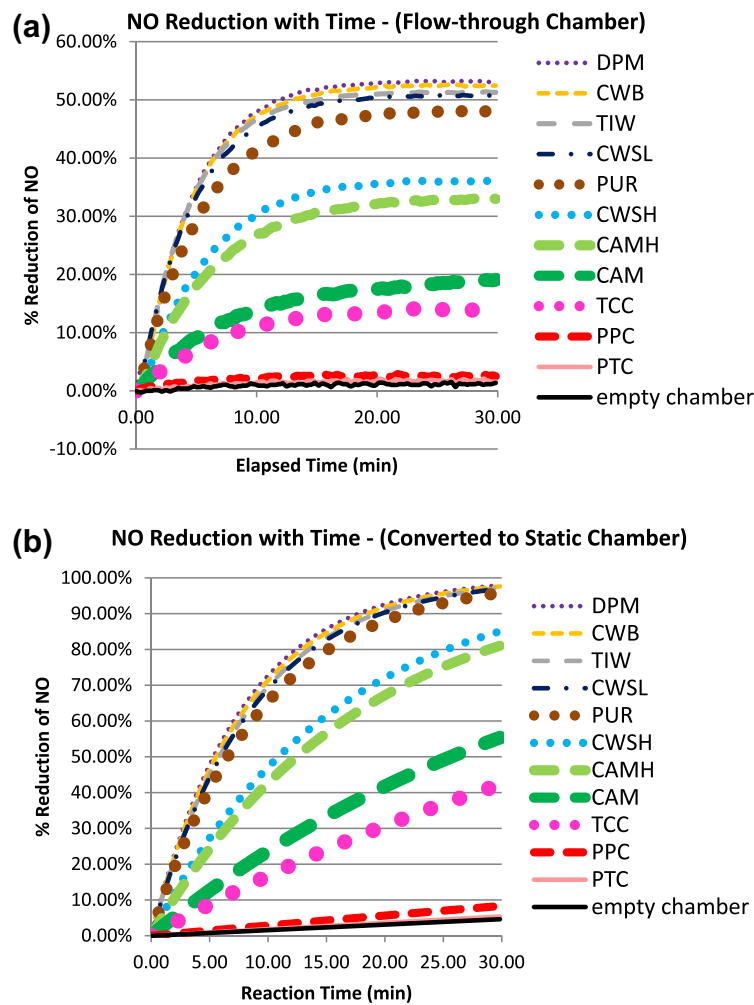 (a)
NO Reduction with Time - (Flow-through Chamber)
60.00%
50.00%
40.00%
30.00%
20.00%
10.00%
0.00%
-10.00%
% Reduction of NO
0.00 10.00 20.00 30.00
Elapsed Time (min)
DPM
CWB
TIW
CWSL
PUR
CWSH
CAMH
CAM
TCC
PPC
PTC
empty chamber
(b)
NO Reduction with Time - (Converted to Static Chamber)
100.00%
90.00%
80.00%
70.00%
60.00%
50.00%
40.00%
30.00%
20.00%
10.00%
0.00%
% Reduction of NO
0.00 5.00 10.00 15.00 20.00 25.00 30.00
Reaction Time (min)
DPM
CWB
TIW
CWSL
PUR
CWSH
CAMH
CAM
TCC
PPC
PTC
empty chamber